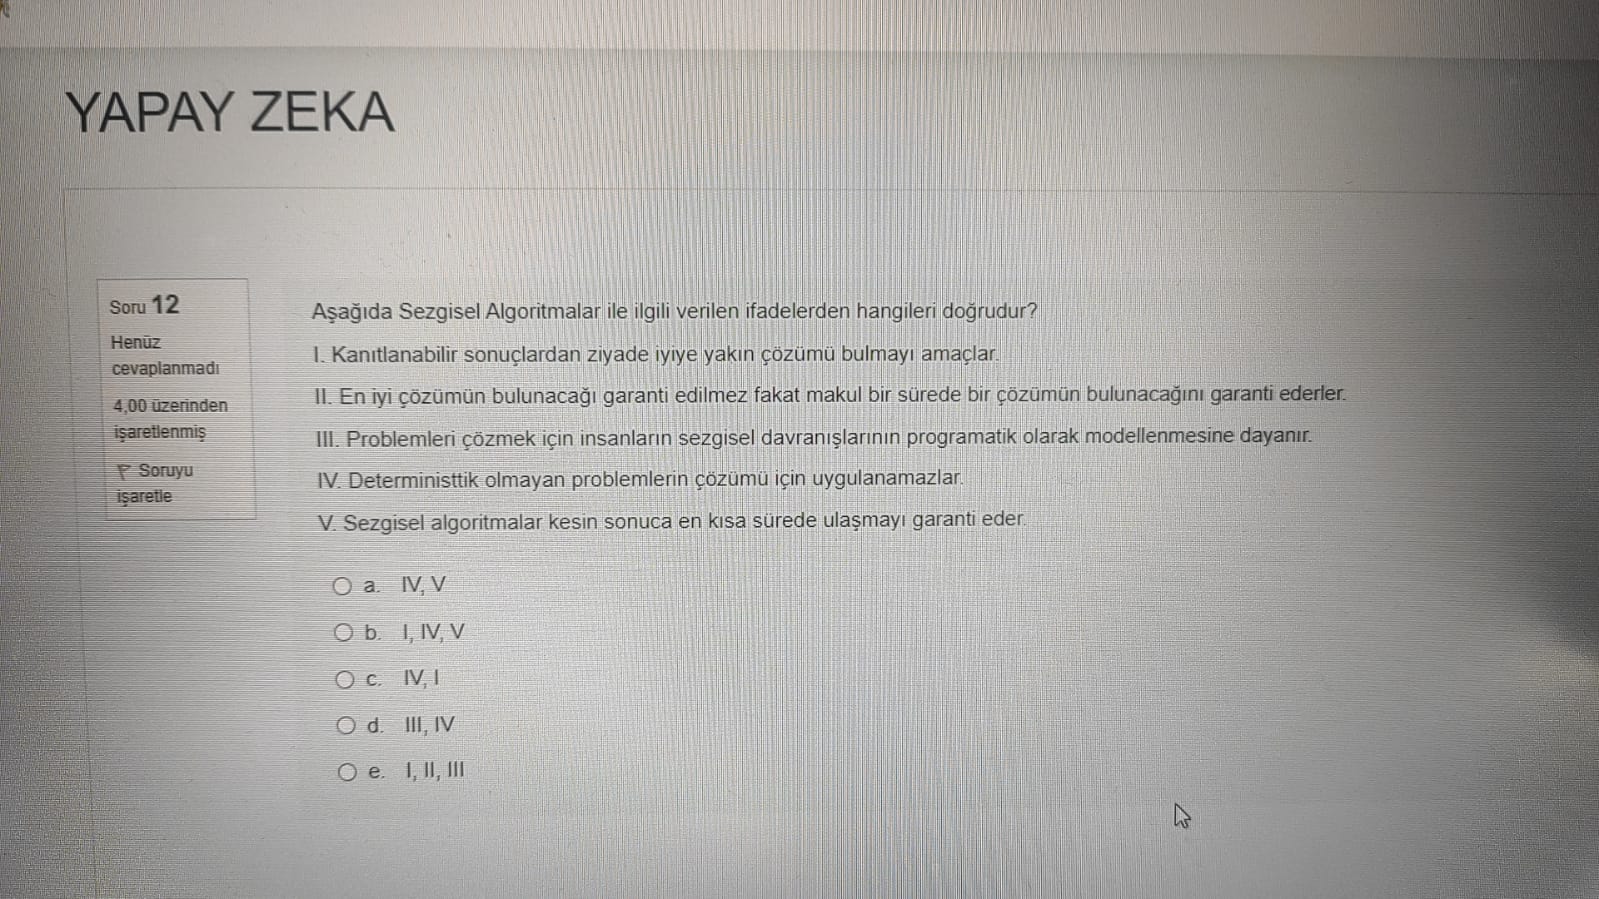 YAPAY ZEKA
Soru 12
Henüz
cevaplanmadı
4,00 üzerinden
işaretlenmiş
Soruyu
işaretle
Aşağıda Sezgisel Algoritmalar ile ilgili verilen ifadelerden hangileri doğrudur?
I. Kanıtlanabilir sonuçlardan ziyade iyiye yakın çözümü bulmayı amaçlar.
II. En iyi çözümün bulunacağı garanti edilmez fakat makul bir sürede bir çözümün bulunacağını garanti ederler.
III. Problemleri çözmek için insanların sezgisel davranışlarının programatik olarak modellenmesine dayanır.
IV. Deterministtik olmayan problemlerin çözümü için uygulanamazlar.
V. Sezgisel algoritmalar kesin sonuca en kısa sürede ulaşmayı garanti eder.
a. IV, V
b. I, IV, V
c. IV, I
d. III, IV
e. I, II, III